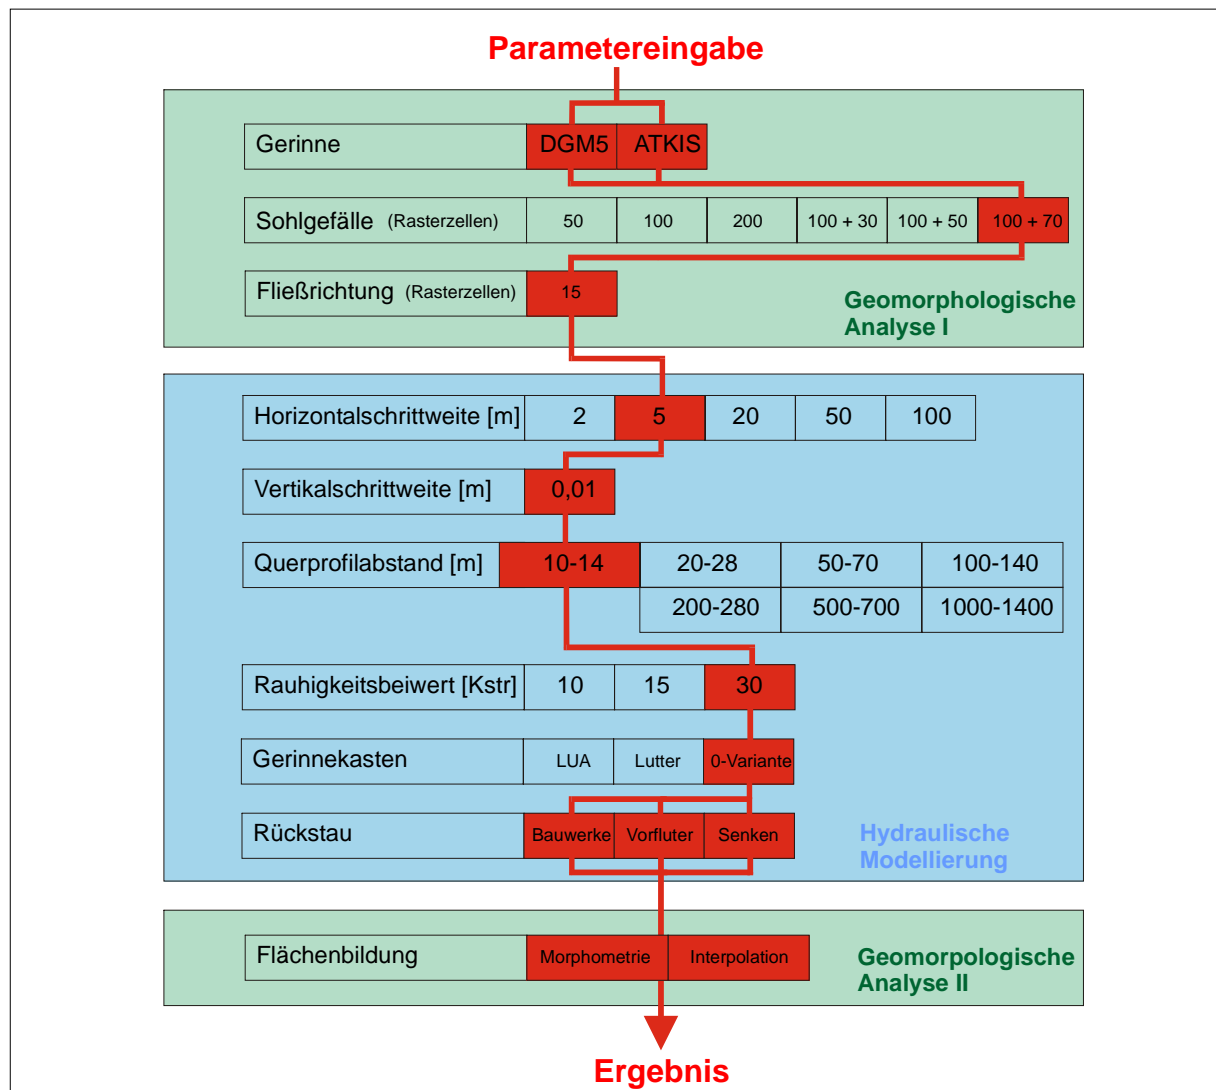 Parametereingabe
Gerinne DGM5 ATKIS
Sohlgefälle (Rasterzellen) 50 100 200 100 + 30 100 + 50 100 + 70
Fließrichtung (Rasterzellen) 15
Geomorphologische
Analyse I
Horizontalschrittweite [m] 2 5 20 50 100
Vertikalschrittweite [m] 0,01
Querprofilabstand [m] 10-14 20-28 50-70 100-140
200-280 500-700 1000-1400
Rauhigkeitsbeiwert [Kstr] 10 15 30
Gerinnekasten LUA Lutter 0-Variante
Rückstau Bauwerke Vorfluter Senken
Hydraulische
Modellierung
Flächenbildung Morphometrie Interpolation
Geomorpologische
Analyse II
Ergebnis